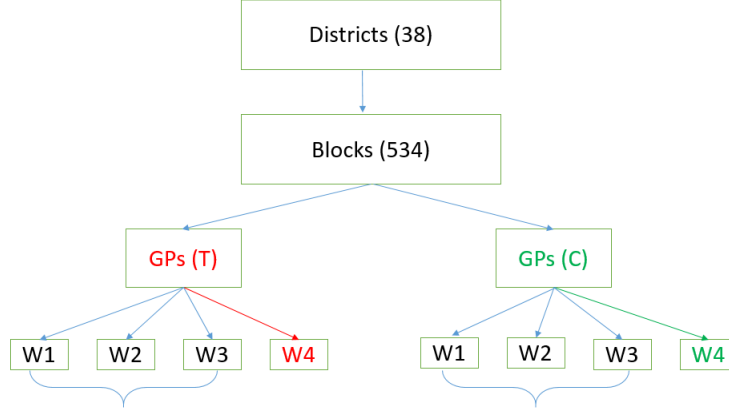 Districts (38)
Blocks (534)
GPs (T)
GPs (C)
W1
W2
W3
W4
W1
W2
W3
W4